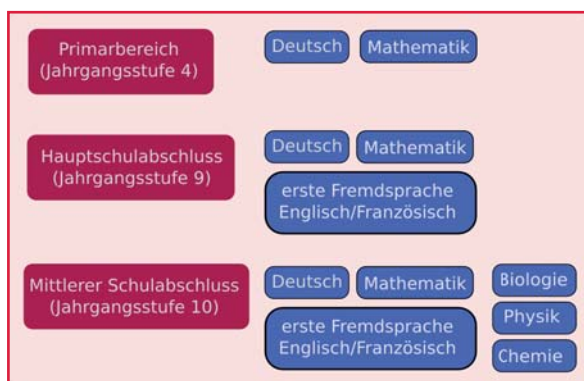 Primarbereich
(Jahrgangsstufe 4)
Deutsch
Mathematik
Hauptschulabschluss
(Jahrgangsstufe 9)
Deutsch
Mathematik
erste Fremdsprache
Englisch/Französisch
Mittlerer Schulabschluss
(Jahrgangsstufe 10)
Deutsch
Mathematik
erste Fremdsprache
Englisch/Französisch
Biologie
Physik
Chemie